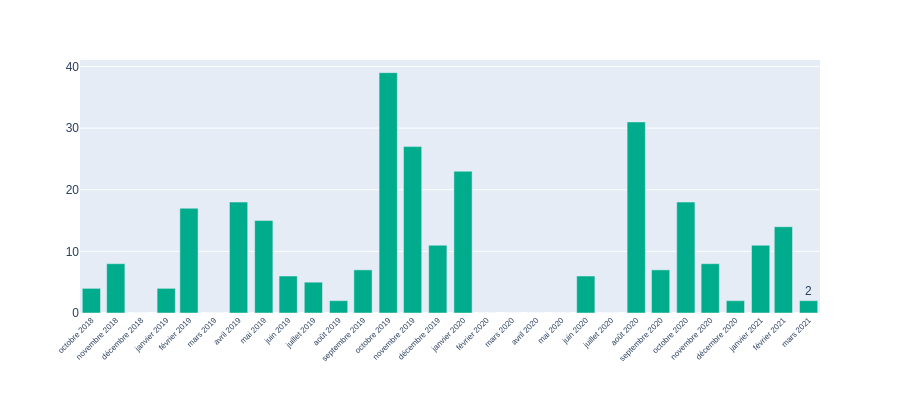 40
30
20
10
0
2
octobre 2018
novembre 2018
décembre 2018
janvier 2019
février 2019
mars 2019
avril 2019
mai 2019
juin 2019
juillet 2019
août 2019
septembre 2019
octobre 2019
novembre 2019
décembre 2019
janvier 2020
février 2020
mars 2020
avril 2020
mai 2020
juin 2020
juillet 2020
août 2020
septembre 2020
octobre 2020
novembre 2020
décembre 2020
janvier 2021
février 2021
mars 2021